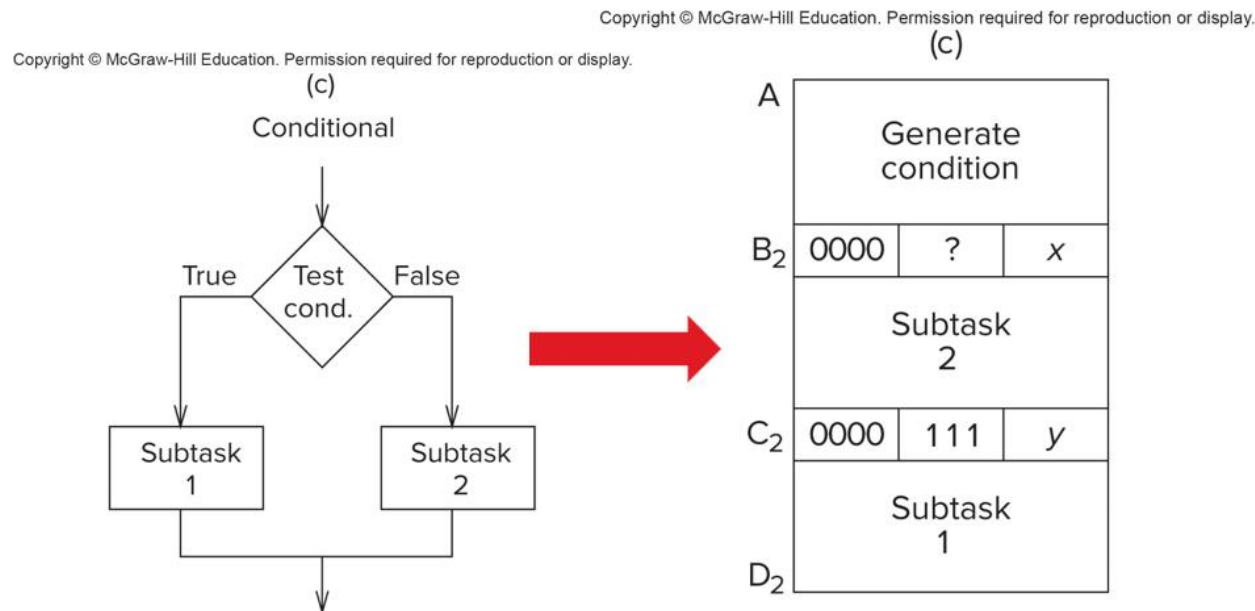 Copyright © McGraw-Hill Education. Permission required for reproduction or display.
(c)
Conditional
True
Test
cond.
False
Subtask
1
Subtask
2
Copyright © McGraw-Hill Education. Permission required for reproduction or display.
(c)
A
Generate
condition
B₂ 0000 ? x
Subtask
2
C₂ 0000 111 y
Subtask
1
D₂